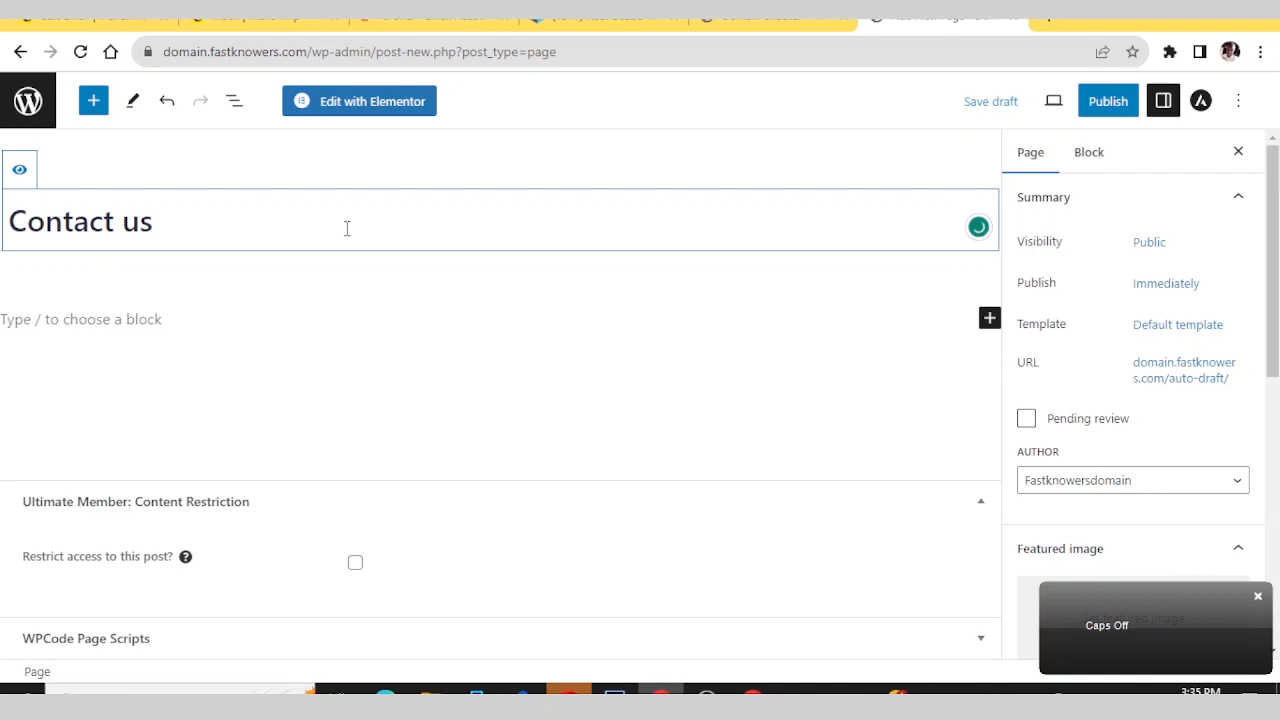 domain.fastknowers.com/wp-admin/post-new.php?post_type=page
Edit with Elementor
Save draft
Publish
Page
Block
Contact us
Summary
Visibility
Public
Publish
Immediately
Type / to choose a block
Template
Default template
URL
domain.fastknower
s.com/auto-draft/
Pending review
AUTHOR
Fastknowersdomain
Ultimate Member: Content Restriction
Restrict access to this post?
Featured image
Caps Off
WPCode Page Scripts
Page
3:35 PM